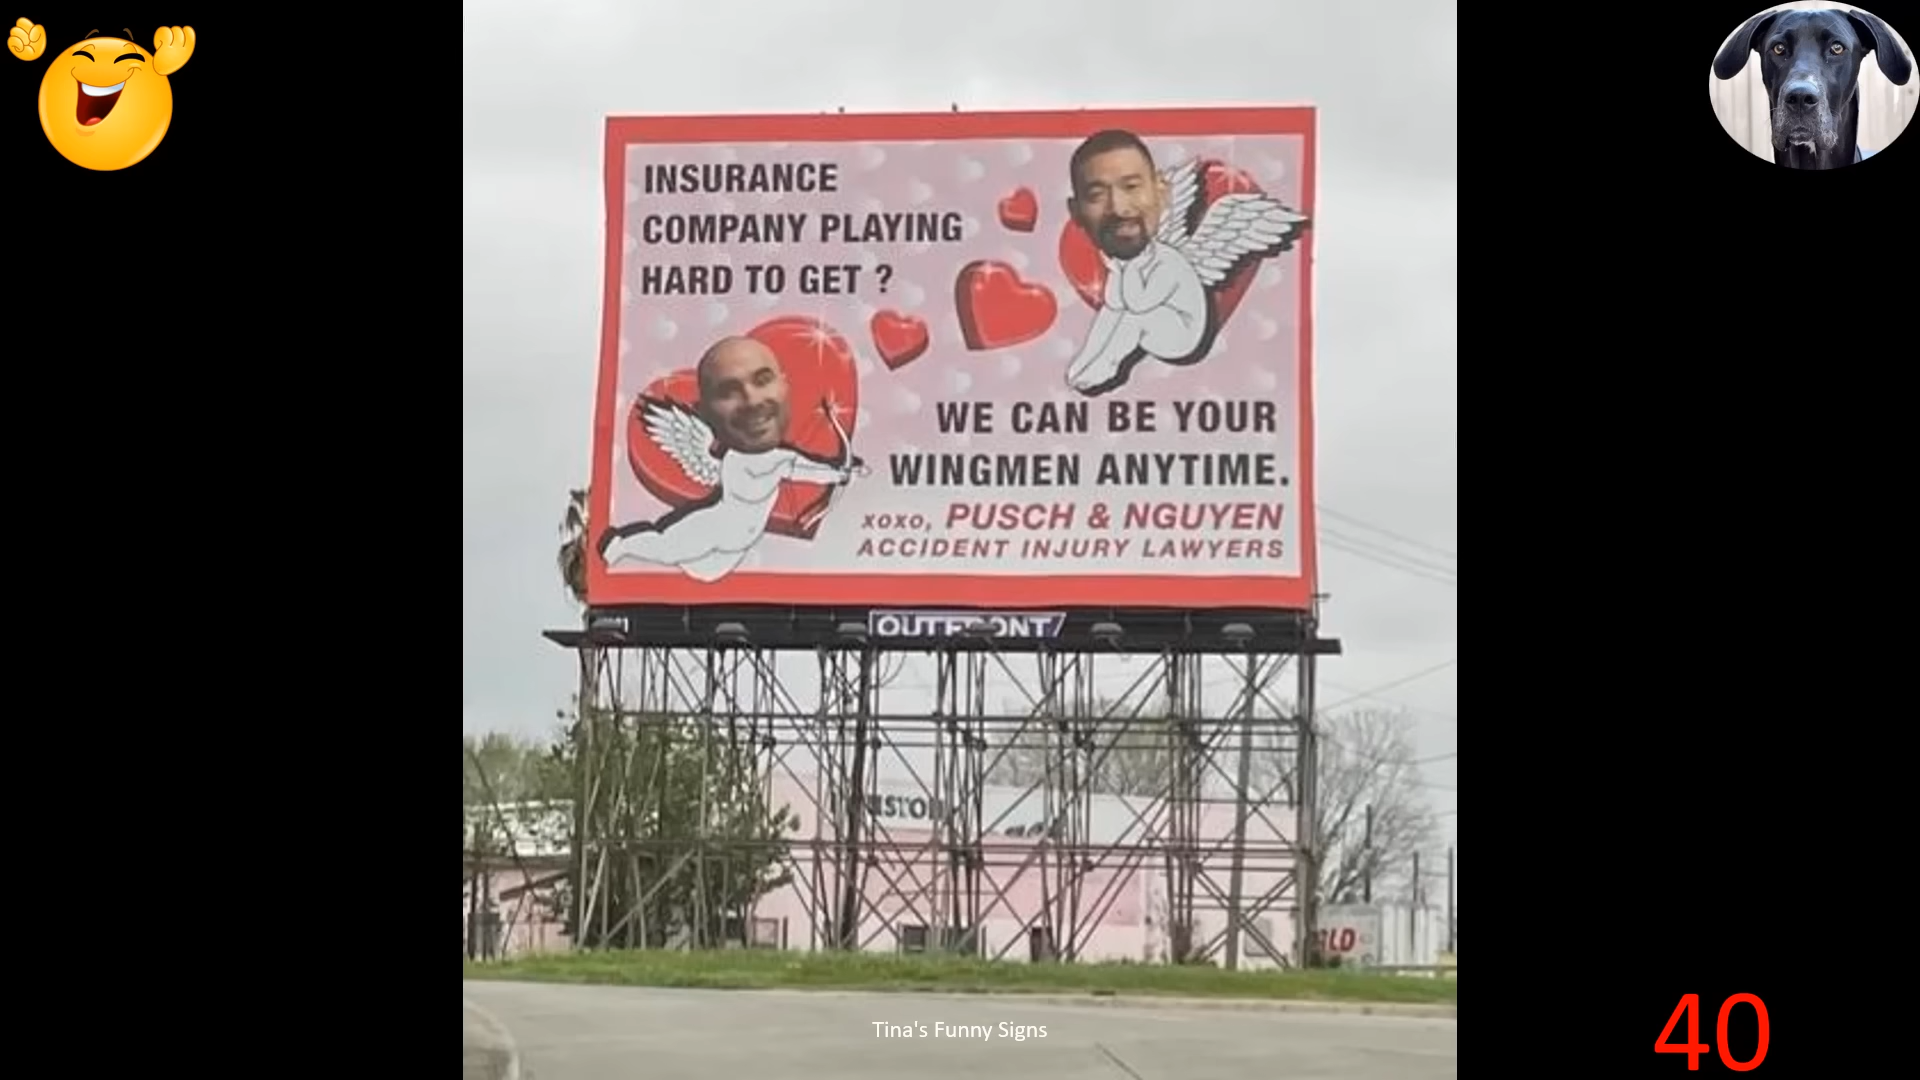 INSURANCE
COMPANY PLAYING
HARD TO GET ?
WE CAN BE YOUR
WINGMEN ANYTIME.
xoxo, PUSCH & NGUYEN
ACCIDENT INJURY LAWYERS
OUTFRONT
Tina's Funny Signs
40